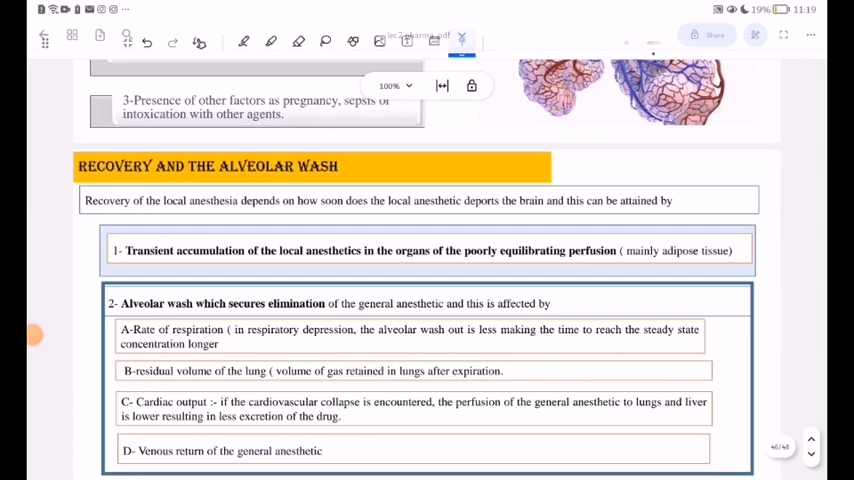 19% 11:19
lec2 pharma .pdf
Share
100%
3-Presence of other factors as pregnancy, sepsis or
intoxication with other agents.
RECOVERY AND THE ALVEOLAR WASH
Recovery of the local anesthesia depends on how soon does the local anesthetic deports the brain and this can be attained by
1- Transient accumulation of the local anesthetics in the organs of the poorly equilibrating perfusion ( mainly adipose tissue)
2- Alveolar wash which secures elimination of the general anesthetic and this is affected by
A-Rate of respiration ( in respiratory depression, the alveolar wash out is less making the time to reach the steady state
concentration longer
B-residual volume of the lung ( volume of gas retained in lungs after expiration.
C- Cardiac output :- if the cardiovascular collapse is encountered, the perfusion of the general anesthetic to lungs and liver
is lower resulting in less excretion of the drug.
D- Venous return of the general anesthetic
46/48